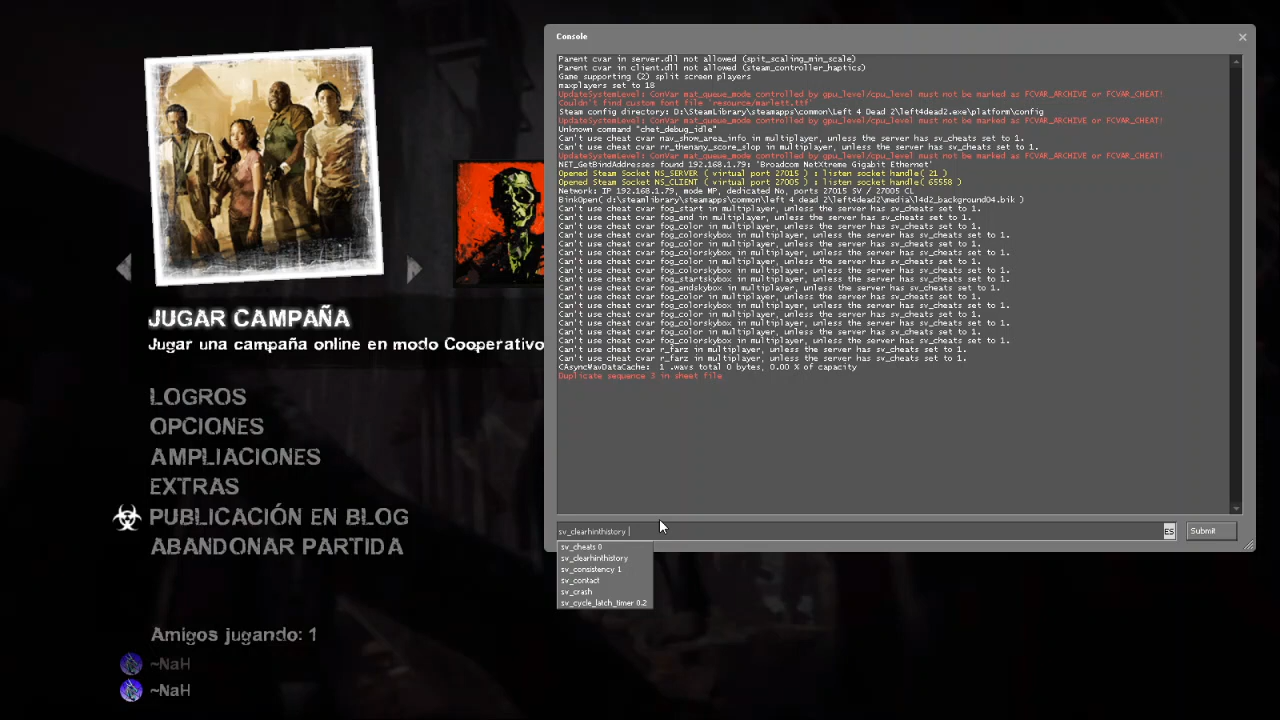 JUGAR CAMPAÑA
Jugar una campaña online en modo Cooperativo
LOGROS
OPCIONES
AMPLIACIONES
EXTRAS
PUBLICACIÓN EN BLOG
ABANDONAR PARTIDA
Amigos jugando: 1
~NaH
~NaH
Console
Parent cvar in server.dll not allowed (spit_scaling_min_scale)
Parent cvar in client.dll not allowed (steam_controller_haptics)
Game supporting (2) split screen players
maxplayers set to 18
UpdateSystemLevel: ConVar mat_queue_mode controlled by gpu_level/cpu_level must not be marked as FCVAR_ARCHIVE or FCVAR_CHEAT!
Couldn't find custom font file 'resource/marlett.ttf'
Steam config directory: D:\SteamLibrary\steamapps\common\Left 4 Dead 2\left4dead2.exe\platform\config
UpdateSystemLevel: ConVar mat_queue_mode controlled by gpu_level/cpu_level must not be marked as FCVAR_ARCHIVE or FCVAR_CHEAT!
Unknown command "chet_debug_idle"
Can't use cheat cvar nav_show_area_info in multiplayer, unless the server has sv_cheats set to 1.
Can't use cheat cvar rr_thenany_score_slop in multiplayer, unless the server has sv_cheats set to 1.
UpdateSystemLevel: ConVar mat_queue_mode controlled by gpu_level/cpu_level must not be marked as FCVAR_ARCHIVE or FCVAR_CHEAT!
NET_GetBindAddresses found 192.168.1.79: 'Broadcom NetXtreme Gigabit Ethernet'
Opened Steam Socket NS_SERVER ( virtual port 27015 ) : listen socket handle( 21 )
Opened Steam Socket NS_CLIENT ( virtual port 27005 ) : listen socket handle( 65558 )
Network: IP 192.168.1.79, mode MP, dedicated No, ports 27015 SV / 27005 CL
BinkOpen( d:\steamlibrary\steamapps\common\left 4 dead 2\left4dead2\media\l4d2_background04.bik )
Can't use cheat cvar fog_start in multiplayer, unless the server has sv_cheats set to 1.
Can't use cheat cvar fog_end in multiplayer, unless the server has sv_cheats set to 1.
Can't use cheat cvar fog_color in multiplayer, unless the server has sv_cheats set to 1.
Can't use cheat cvar fog_colorskybox in multiplayer, unless the server has sv_cheats set to 1.
Can't use cheat cvar fog_color in multiplayer, unless the server has sv_cheats set to 1.
Can't use cheat cvar fog_colorskybox in multiplayer, unless the server has sv_cheats set to 1.
Can't use cheat cvar fog_color in multiplayer, unless the server has sv_cheats set to 1.
Can't use cheat cvar fog_colorskybox in multiplayer, unless the server has sv_cheats set to 1.
Can't use cheat cvar fog_startskybox in multiplayer, unless the server has sv_cheats set to 1.
Can't use cheat cvar fog_endskybox in multiplayer, unless the server has sv_cheats set to 1.
Can't use cheat cvar fog_color in multiplayer, unless the server has sv_cheats set to 1.
Can't use cheat cvar fog_colorskybox in multiplayer, unless the server has sv_cheats set to 1.
Can't use cheat cvar fog_color in multiplayer, unless the server has sv_cheats set to 1.
Can't use cheat cvar fog_colorskybox in multiplayer, unless the server has sv_cheats set to 1.
Can't use cheat cvar fog_color in multiplayer, unless the server has sv_cheats set to 1.
Can't use cheat cvar fog_colorskybox in multiplayer, unless the server has sv_cheats set to 1.
Can't use cheat cvar r_farz in multiplayer, unless the server has sv_cheats set to 1.
Can't use cheat cvar r_farz in multiplayer, unless the server has sv_cheats set to 1.
CAsyncWavDataCache: 1 .wavs total 0 bytes, 0.00 % of capacity
Duplicate sequence 3 in sheet file
sv_clearhinthistory
ES
Submit
sv_cheats 0
sv_clearhinthistory
sv_consistency 1
sv_contact
sv_crash
sv_cycle_latch_timer 0.2